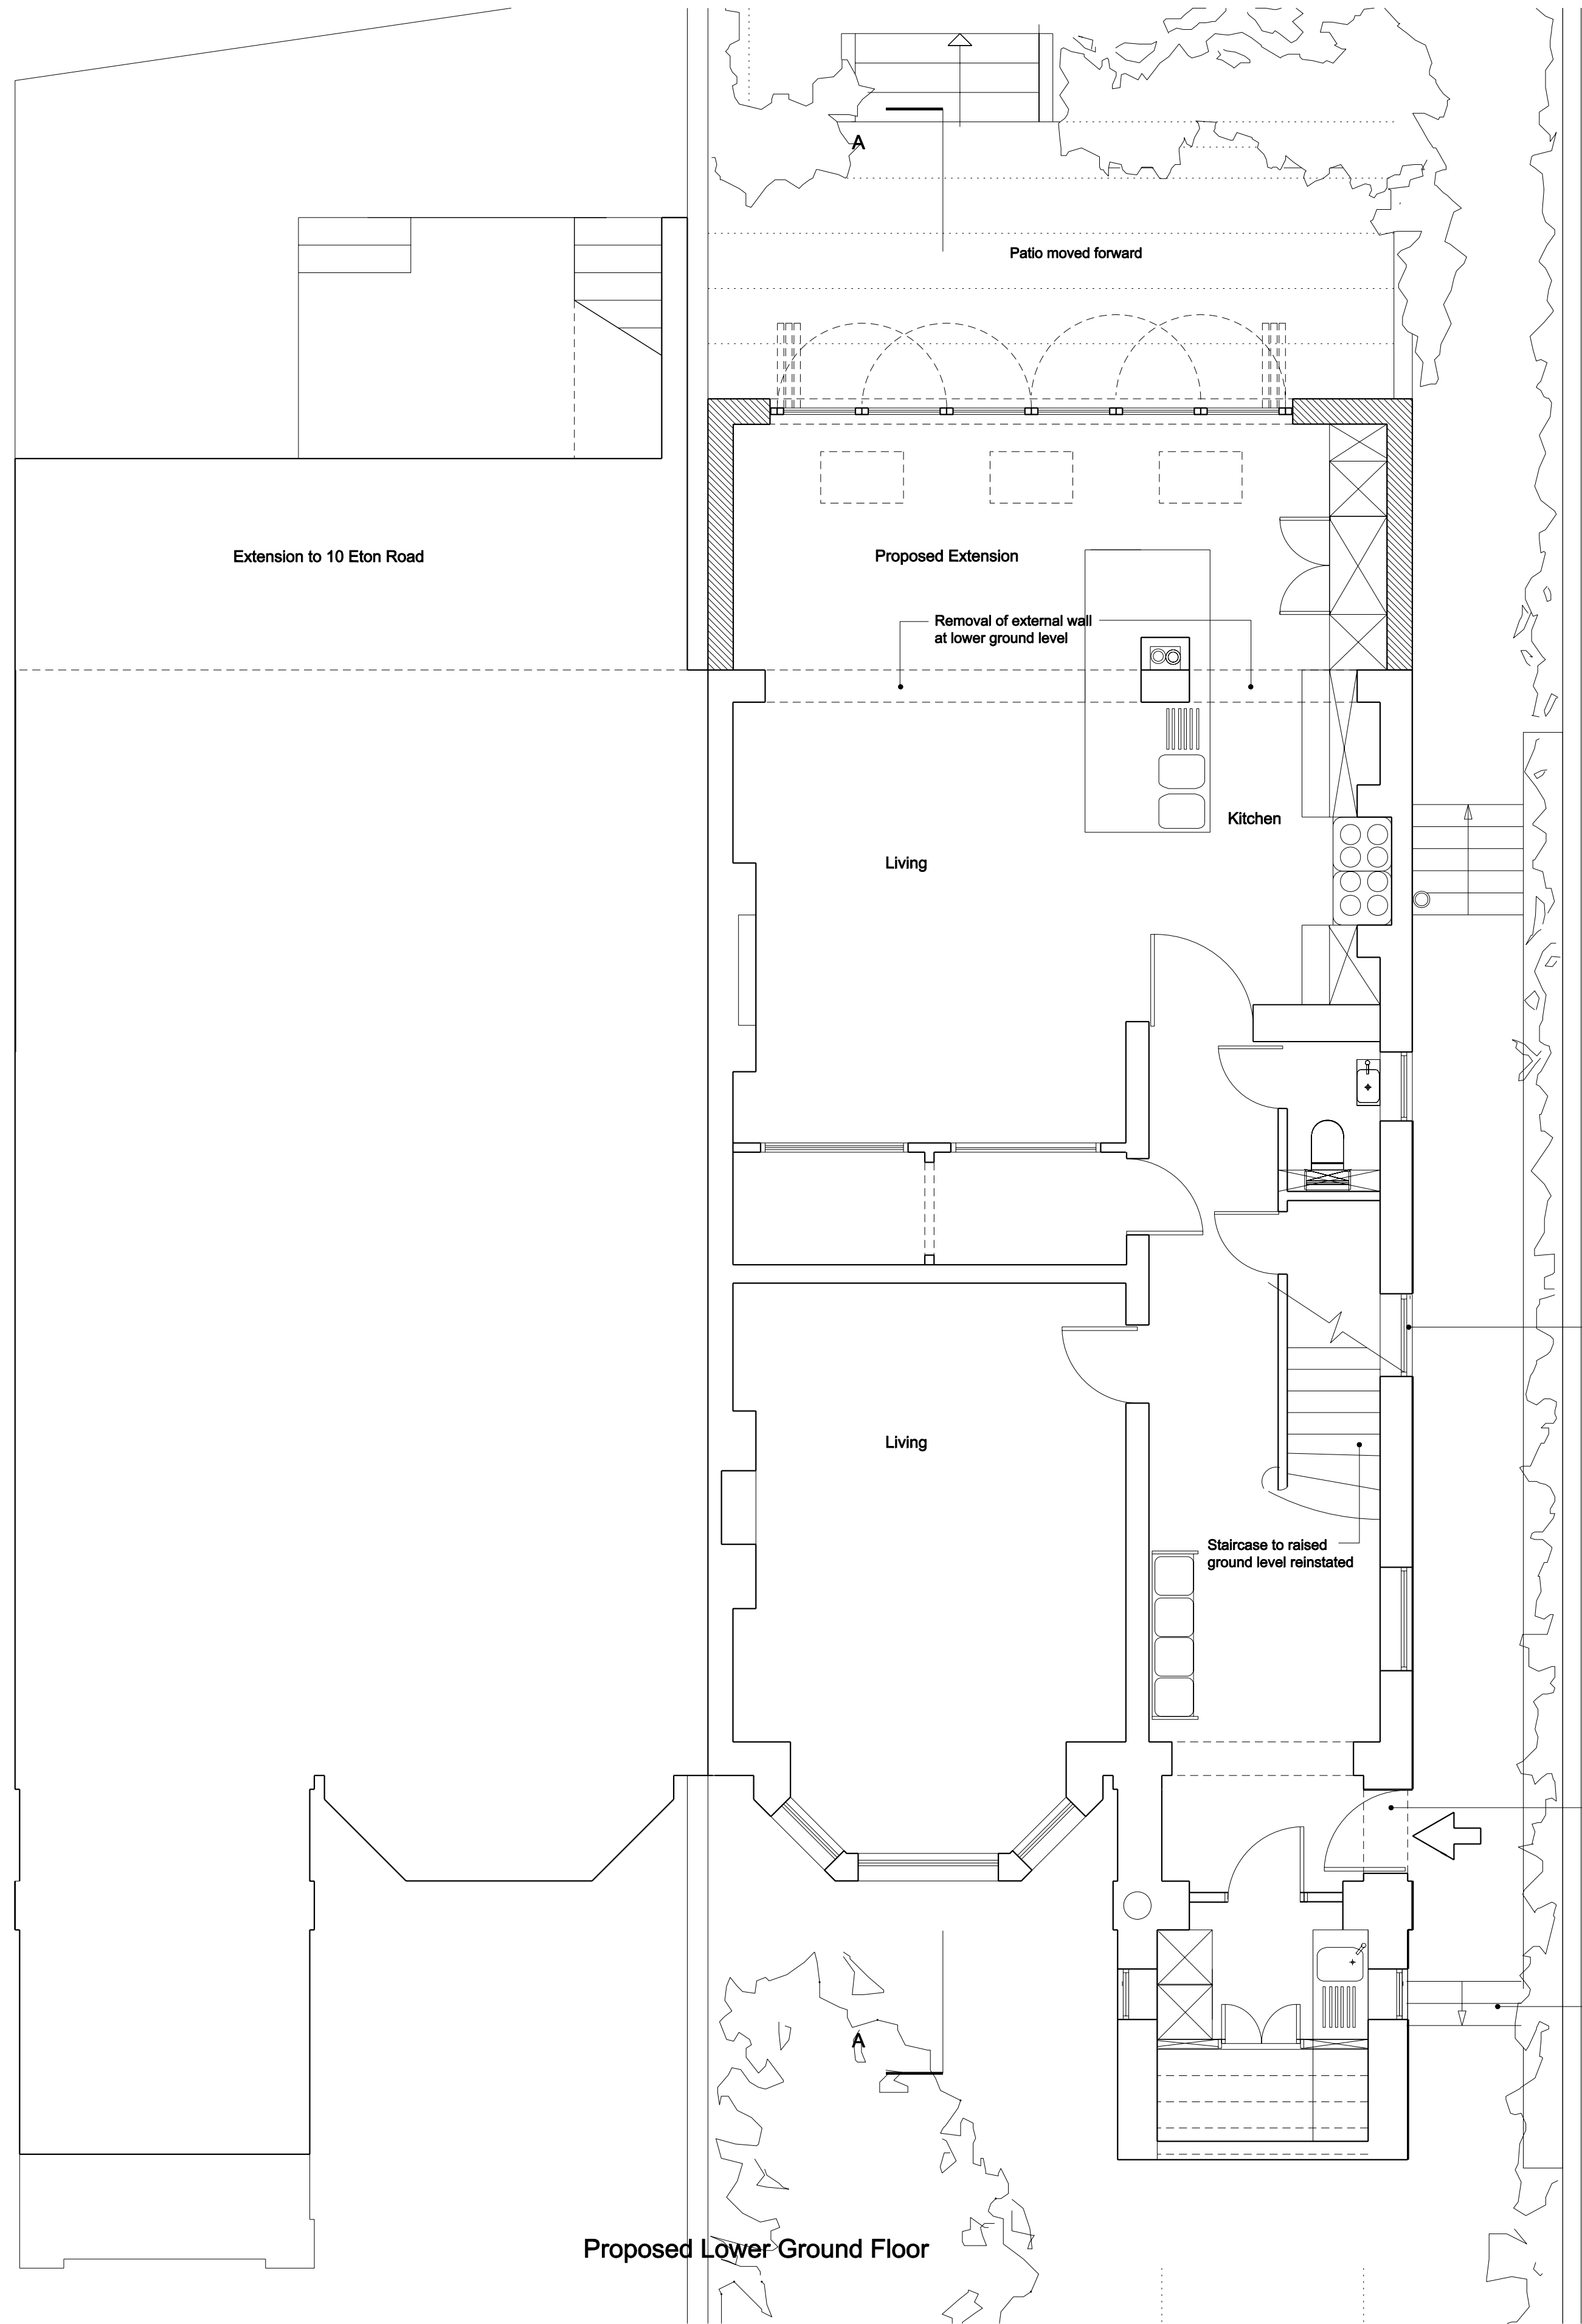 A
Patio moved forward
Extension to 10 Eton Road
Proposed Extension
Removal of external wall
at lower ground level
Kitchen
Living
Living
Staircase to raised
ground level reinstated
A
Proposed Lower Ground Floor